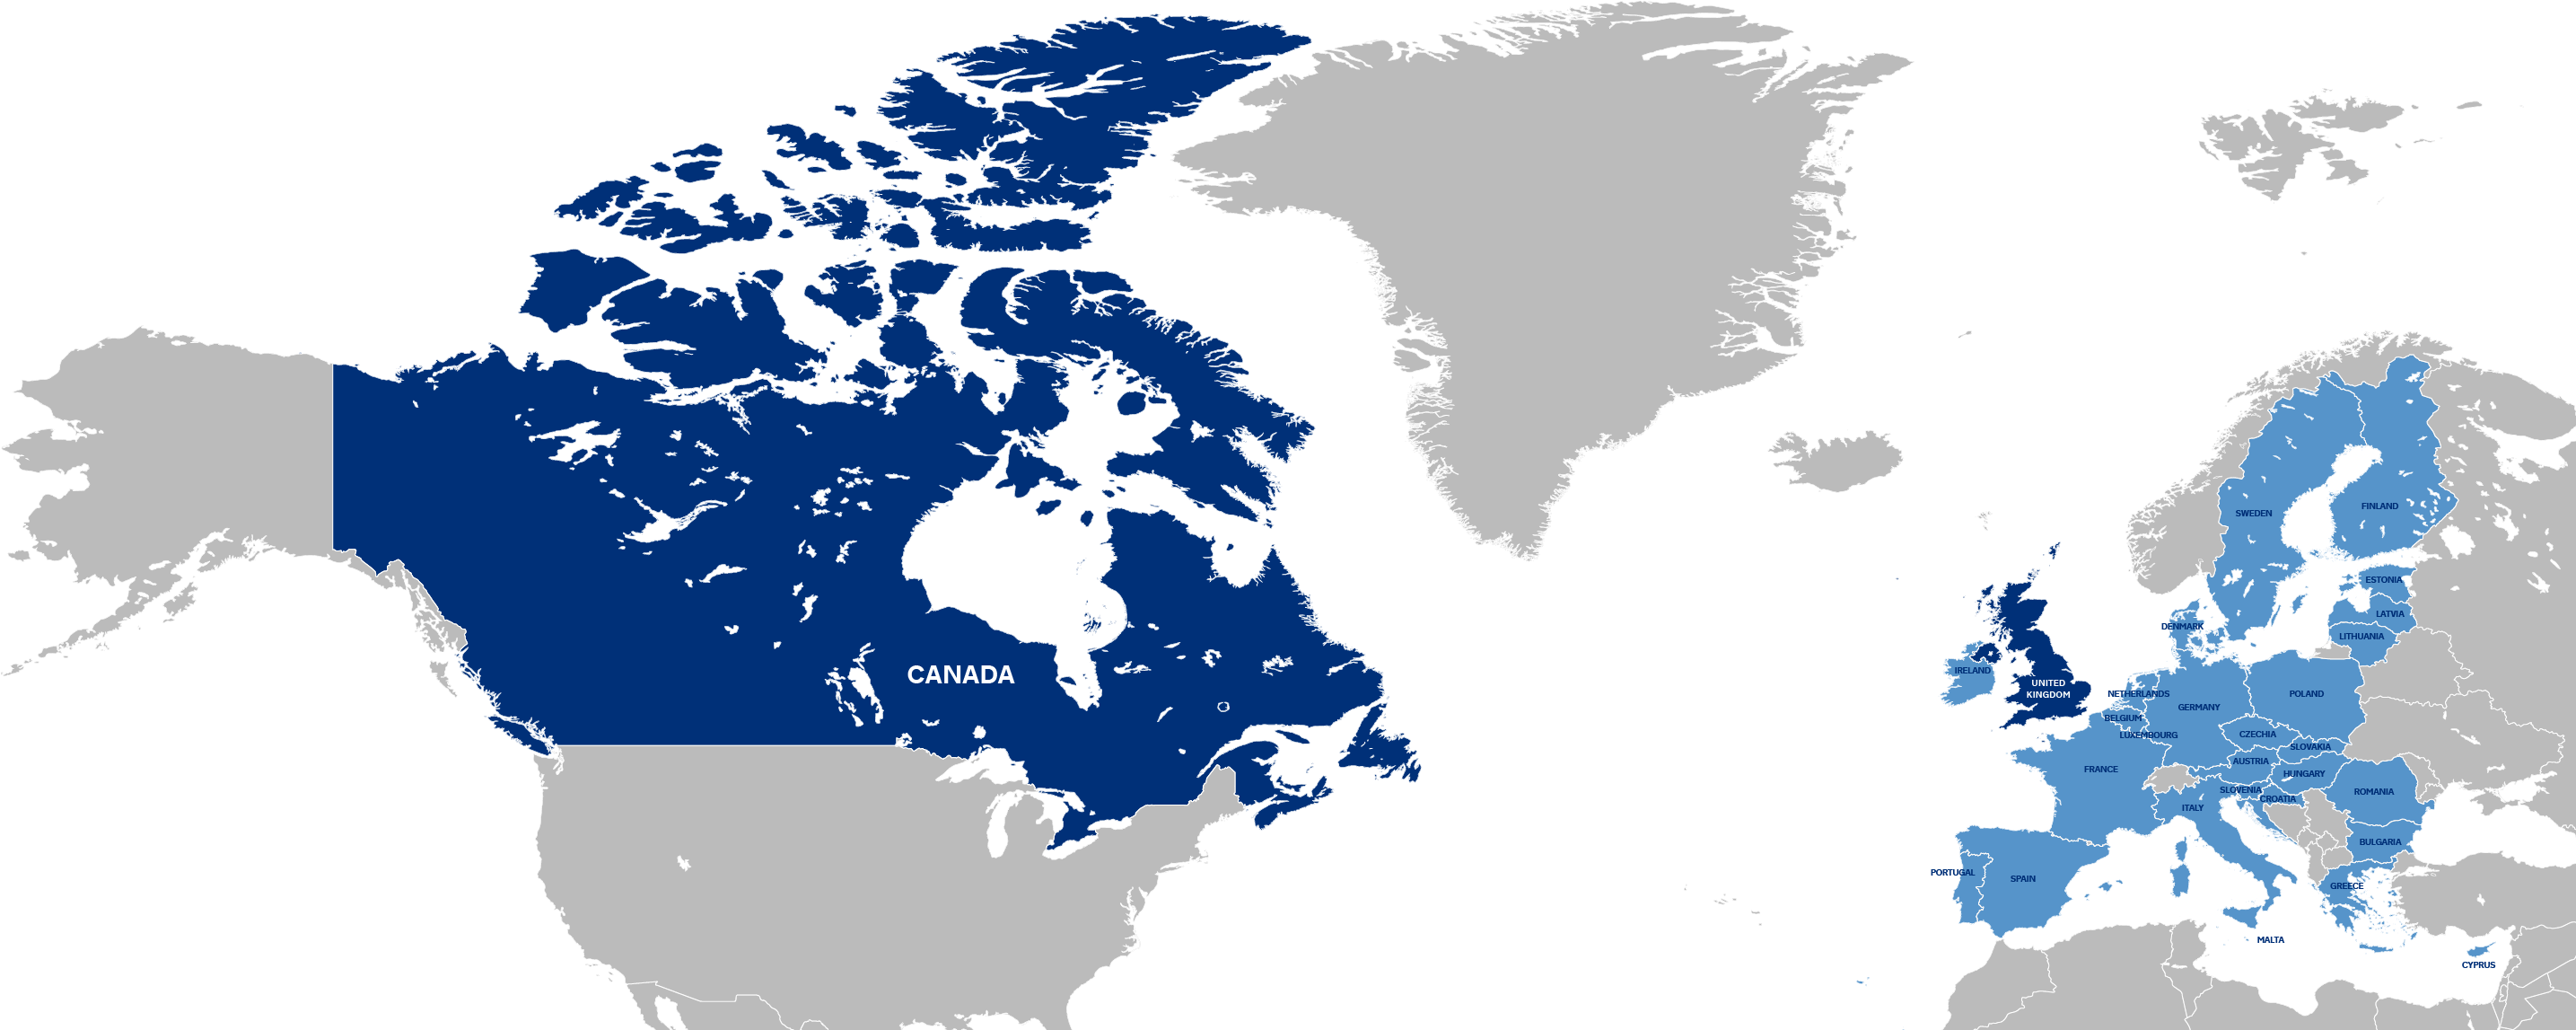 CANADA
SWEDEN
FINLAND
ESTONIA
LATVIA
LITHUANIA
DENMARK
IRELAND
UNITED
KINGDOM
NETHERLANDS
POLAND
GERMANY
BELGIUM
LUXEMBOURG
CZECHIA
SLOVAKIA
AUSTRIA
FRANCE
HUNGARY
SLOVENIA
ROMANIA
CROATIA
ITALY
BULGARIA
PORTUGAL
SPAIN
GREECE
MALTA
CYPRUS